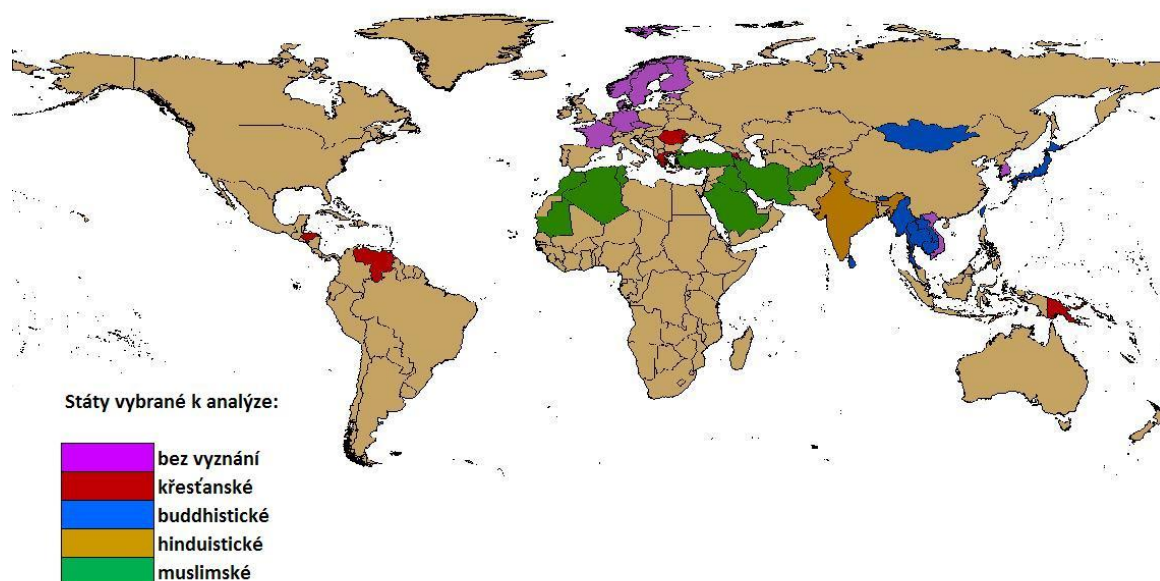 Státy vybrané k analýze:
bez vyznání
křesťanské
buddhistické
hinduistické
muslimské